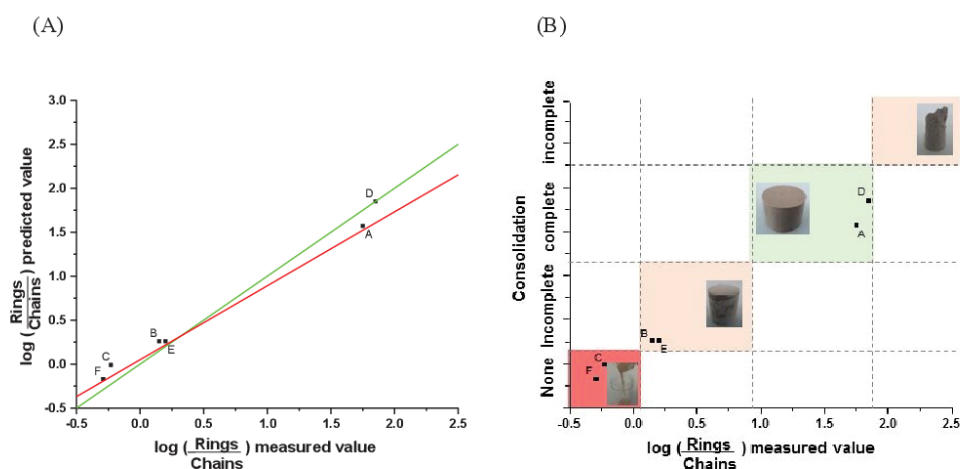 (A)
(B)
3.0
2.5
2.0
1.5
1.0
0.5
0.0
-0.5
log (Rings/Chains) predicted value
D
A
B
E
C
F
-0.5 0.0 0.5 1.0 1.5 2.0 2.5
log (Rings/Chains) measured value
Consolidation
incomplete
complete
Incomplete
None
D
A
B
E
C
F
-0.5 0.0 0.5 1.0 1.5 2.0 2.5
log (Rings/Chains) measured value